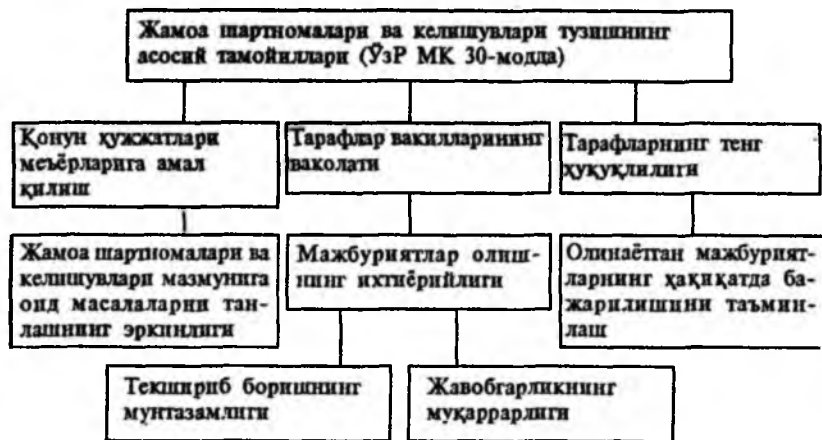 Жамоа шартномалари ва келишувлари тузишнинг
асосий тамойиллари (ЎзР МК 30-модда)
Қонун ҳужжатлари
меъёрларига амал
қилиш
Тарафлар вакилларининг
ваколати
Тарафларнинг тенг
ҳуқуқлилиги
Жамоа шартномалари ва
келишувлари мазмунига
оид масалаларни тан-
лашнинг эркинлиги
Мажбуриятлар олиш-
нинг ихтиёрийлиги
Олинаётган мажбурият-
ларнинг ҳақиқатда ба-
жарилишини таъмин-
лаш
Текшириб боришнинг
мунтазамлиги
Жавобгарликнинг
муқаррарлиги